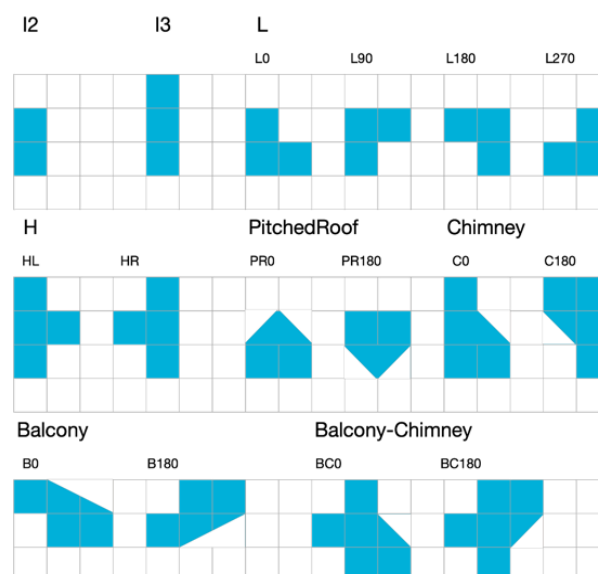 I2 I3 L
L0 L90 L180 L270
H PitchedRoof Chimney
HL HR PR0 PR180 C0 C180
Balcony Balcony-Chimney
B0 B180 BC0 BC180